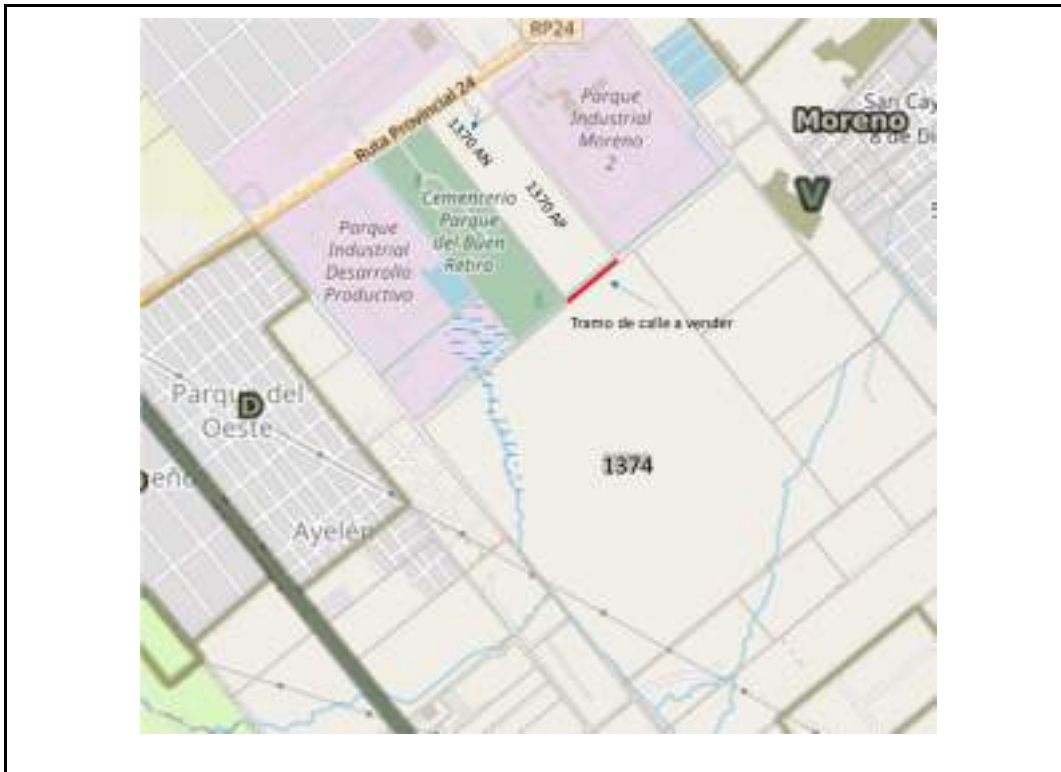 RP24
Ruta Provincial 24
Parque
Industrial
Moreno
2
San Cay
Moreno
8 de Di
V
1370 AN
1370 AP
Cementerio
Parque
del Buen
Retiro
Parque
Industrial
Desarrollo
Productivo
Tramo de calle a vender
Parque del
Oeste
D
1374
eño
Ayelén